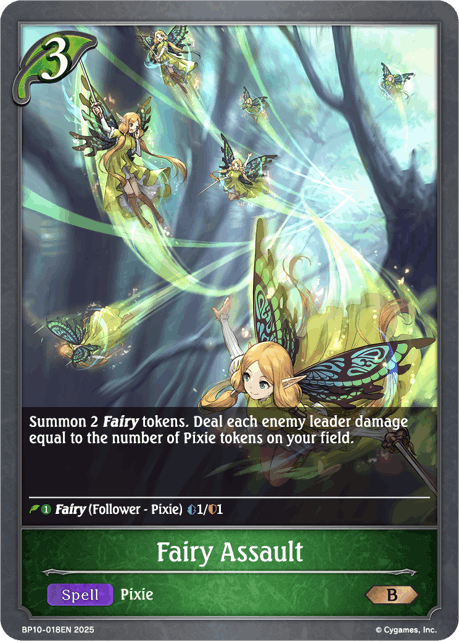 3
Summon 2 Fairy tokens. Deal each enemy leader damage
equal to the number of Pixie tokens on your field.
1 Fairy (Follower - Pixie) 1/1
Fairy Assault
Spell Pixie B
BP10-018EN 2025 © Cygames, Inc.